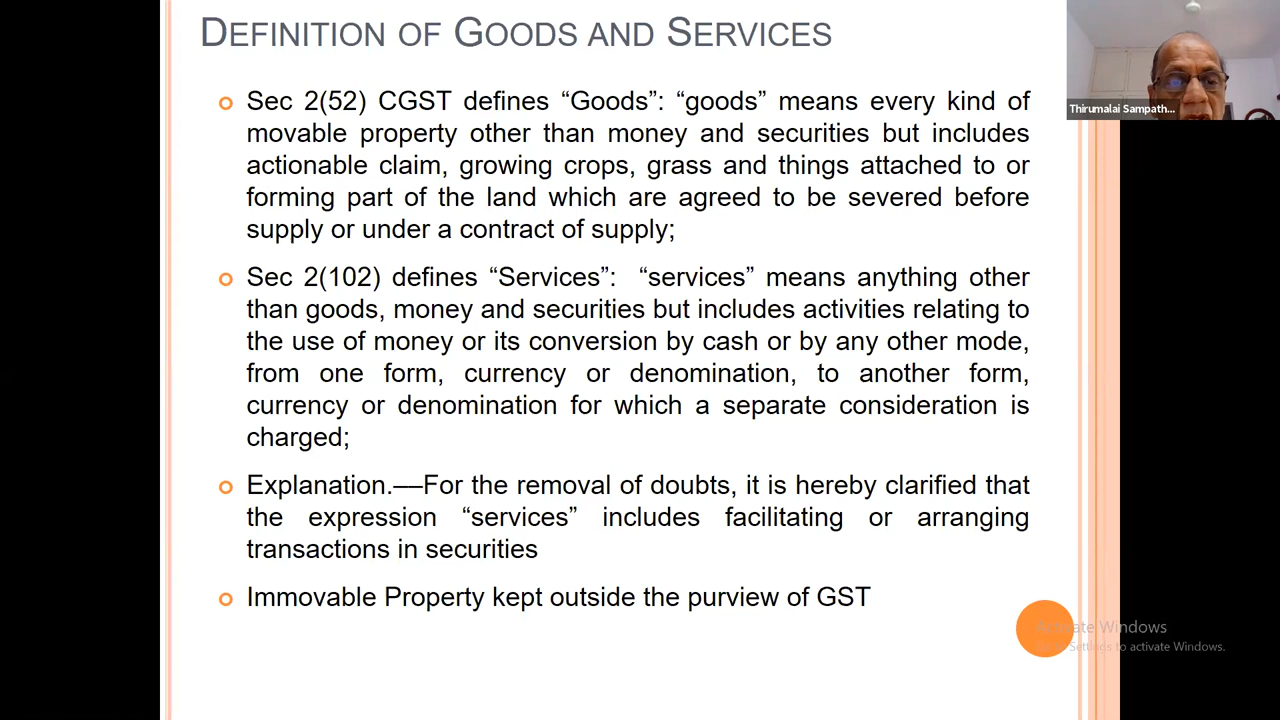 DEFINITION OF GOODS AND SERVICES
Thirumalai Sampath...
Sec 2(52) CGST defines “Goods”: “goods” means every kind of
movable property other than money and securities but includes
actionable claim, growing crops, grass and things attached to or
forming part of the land which are agreed to be severed before
supply or under a contract of supply;
Sec 2(102) defines “Services”: “services” means anything other
than goods, money and securities but includes activities relating to
the use of money or its conversion by cash or by any other mode,
from one form, currency or denomination, to another form,
currency or denomination for which a separate consideration is
charged;
Explanation.––For the removal of doubts, it is hereby clarified that
the expression “services” includes facilitating or arranging
transactions in securities
Immovable Property kept outside the purview of GST
Activate Windows
Settings to activate Windows.